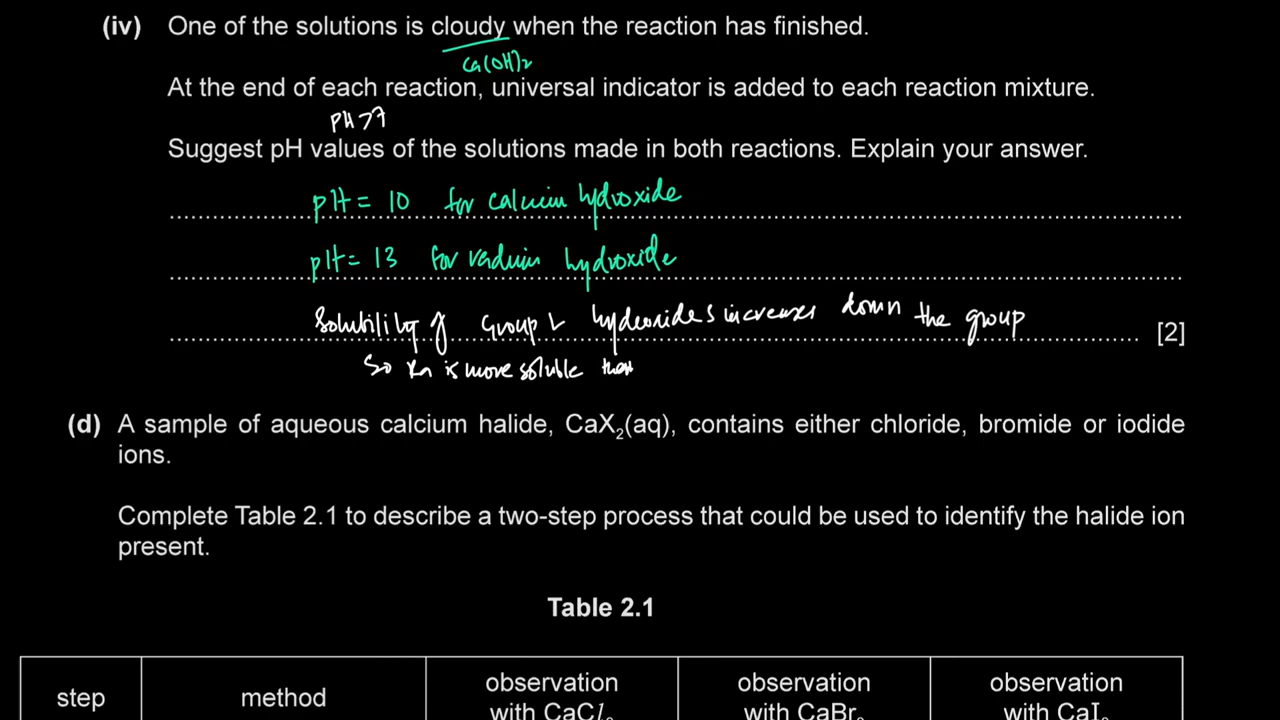 (iv) One of the solutions is cloudy when the reaction has finished.
Ca(OH)2
At the end of each reaction, universal indicator is added to each reaction mixture.
PH >7
Suggest pH values of the solutions made in both reactions. Explain your answer.
pH = 10 for calcium hydroxide
pH = 13 for radium hydroxide
Solubility of Group 2 hydroxides increases down the group
[2]
So Ra is more soluble than
(d) A sample of aqueous calcium halide, CaX2(aq), contains either chloride, bromide or iodide
ions.
Complete Table 2.1 to describe a two-step process that could be used to identify the halide ion
present.
Table 2.1
step method observation with CaCl2 observation with CaBr2 observation with CaI2